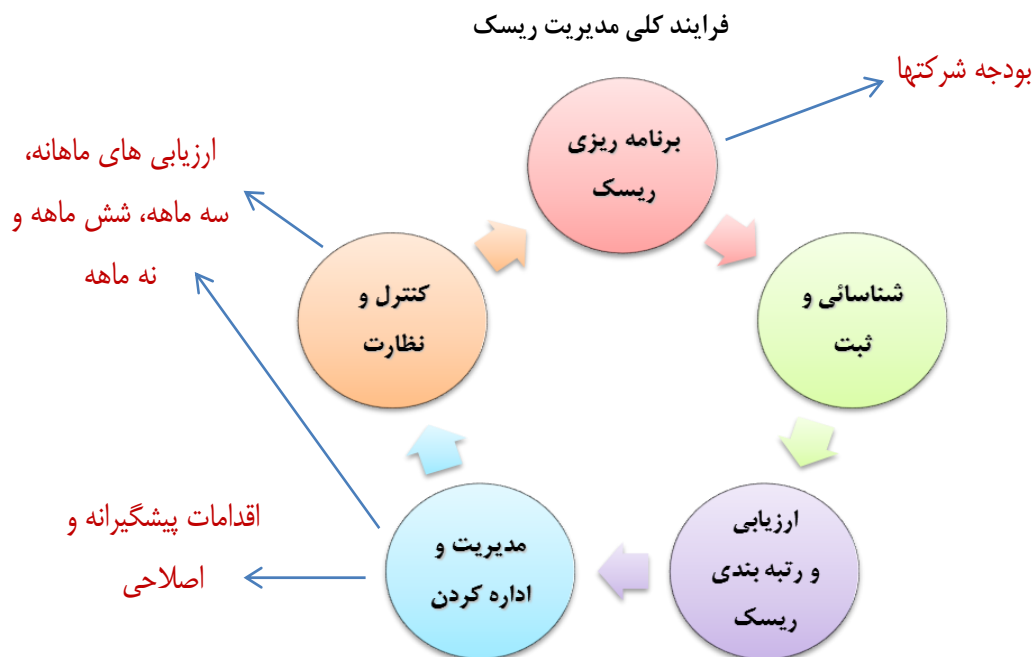 فرایند کلی مدیریت ریسک
بودجه شرکتها
برنامه ریزی
ریسک
شناسائی و
ثبت
ارزیابی
و رتبه بندی
ریسک
مدیریت و
اداره کردن
اقدامات پیشگیرانه و
اصلاحی
کنترل و
نظارت
ارزیابی های ماهانه،
سه ماهه، شش ماهه و
نه ماهه